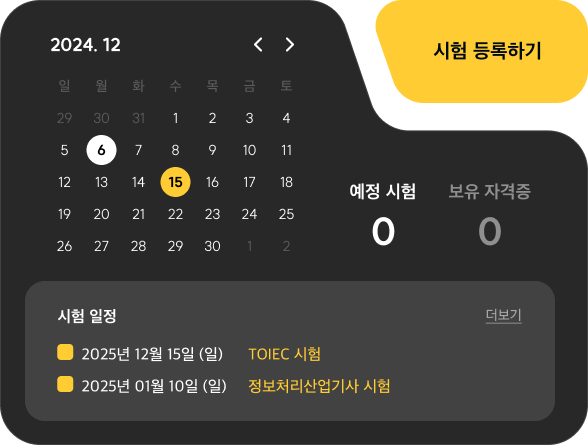 2024. 12
시험 등록하기
일 월 화 수 목 금 토
29 30 31 1 2 3 4
5 6 7 8 9 10 11
12 13 14 15 16 17 18
19 20 21 22 23 24 25
26 27 28 29 30 1 2
예정 시험 보유 자격증
0 0
시험 일정 더보기
2025년 12월 15일 (일) TOIEC 시험
2025년 01월 10일 (일) 정보처리산업기사 시험